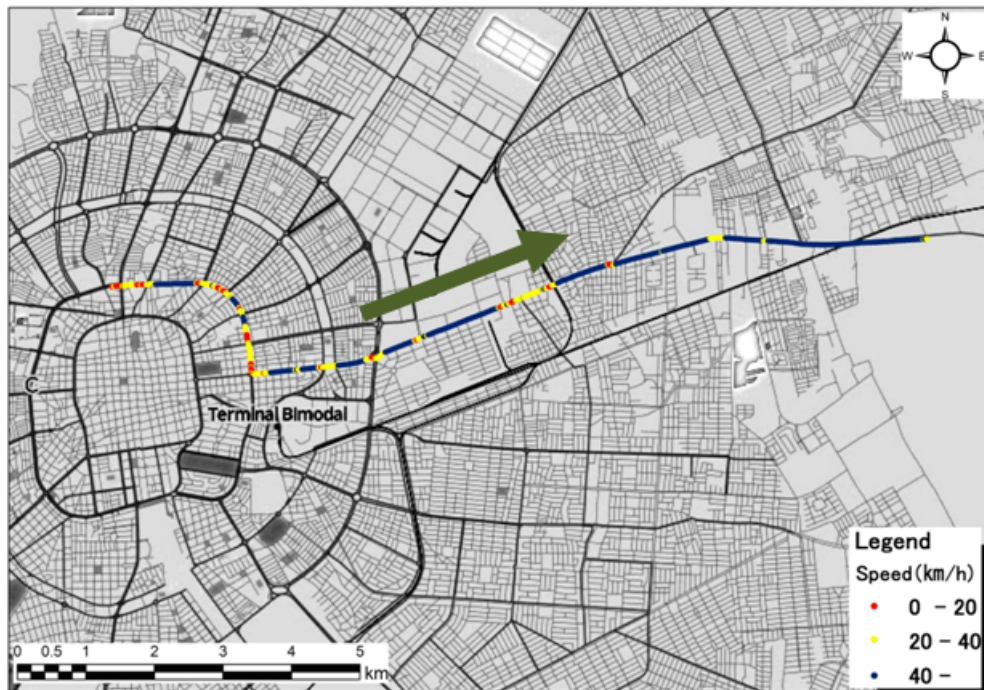 N
W E
S
C
Terminal Bimodal
Legend
Speed(km/h)
0 - 20
20 - 40
40 -
0 0.5 1 2 3 4 5
km